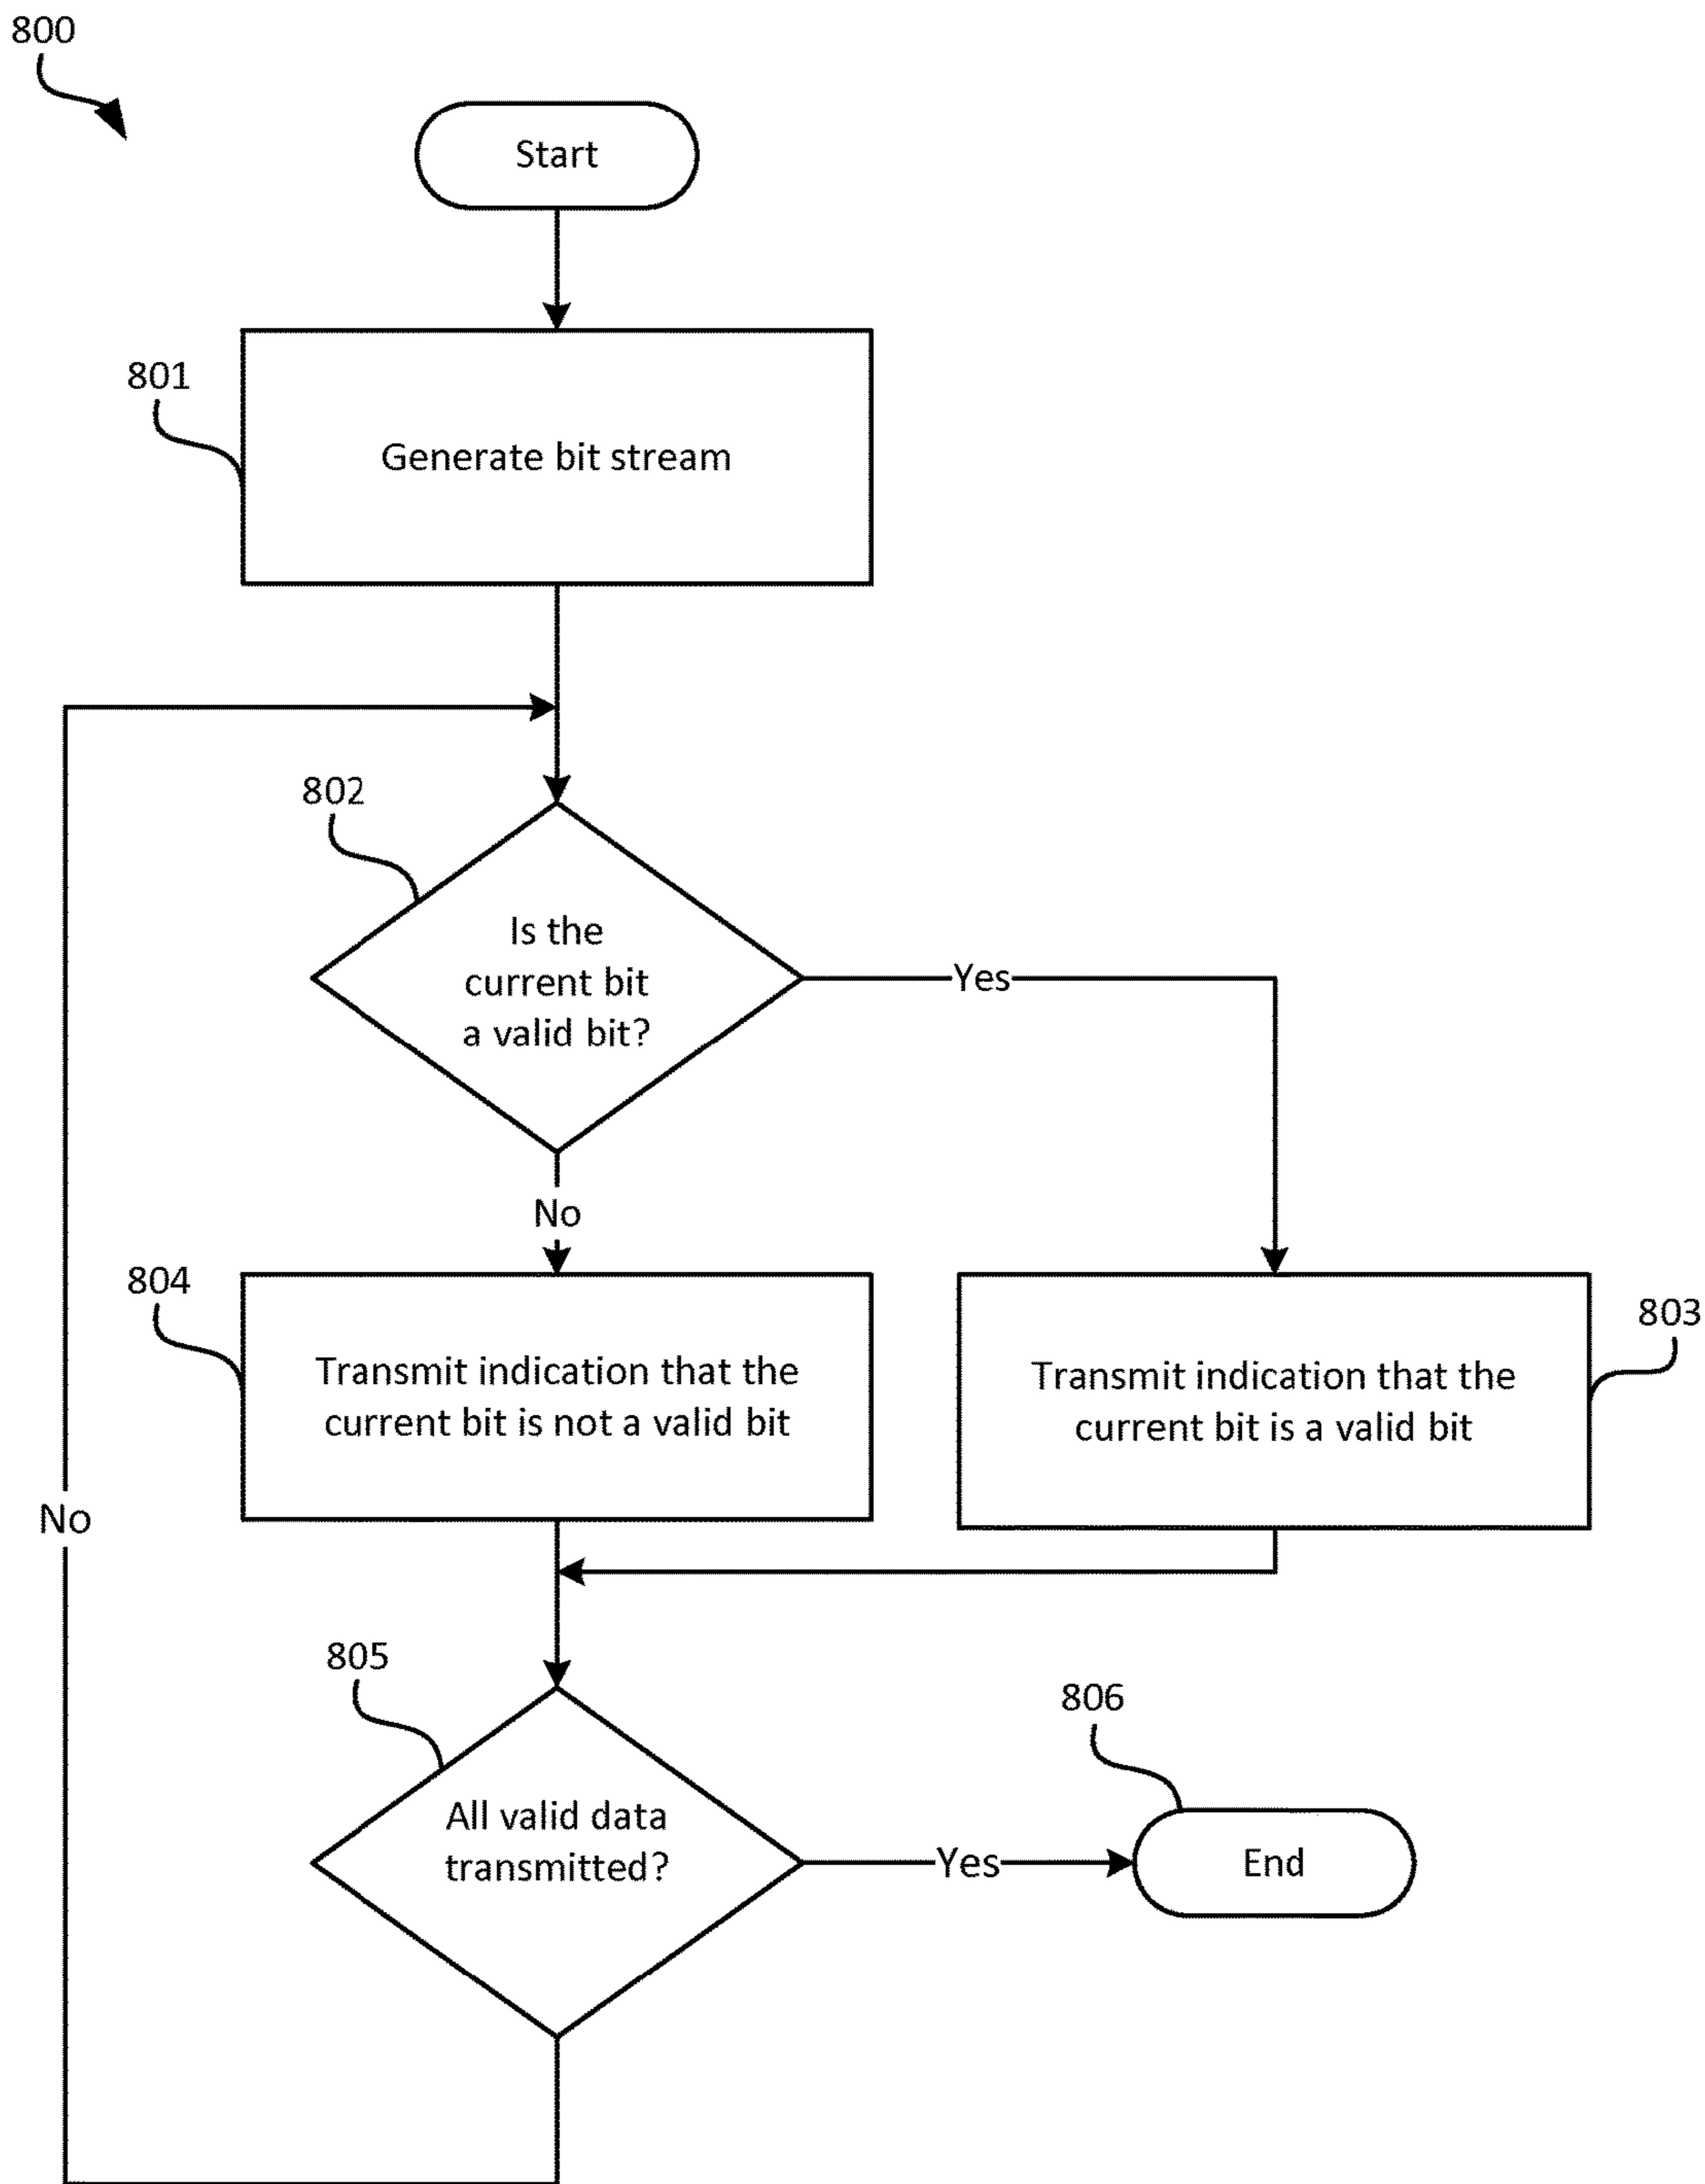 800
Start
801
Generate bit stream
802
Is the
current bit
a valid bit?
Yes
No
804
Transmit indication that the
current bit is not a valid bit
803
Transmit indication that the
current bit is a valid bit
No
805
All valid data
transmitted?
Yes
806
End